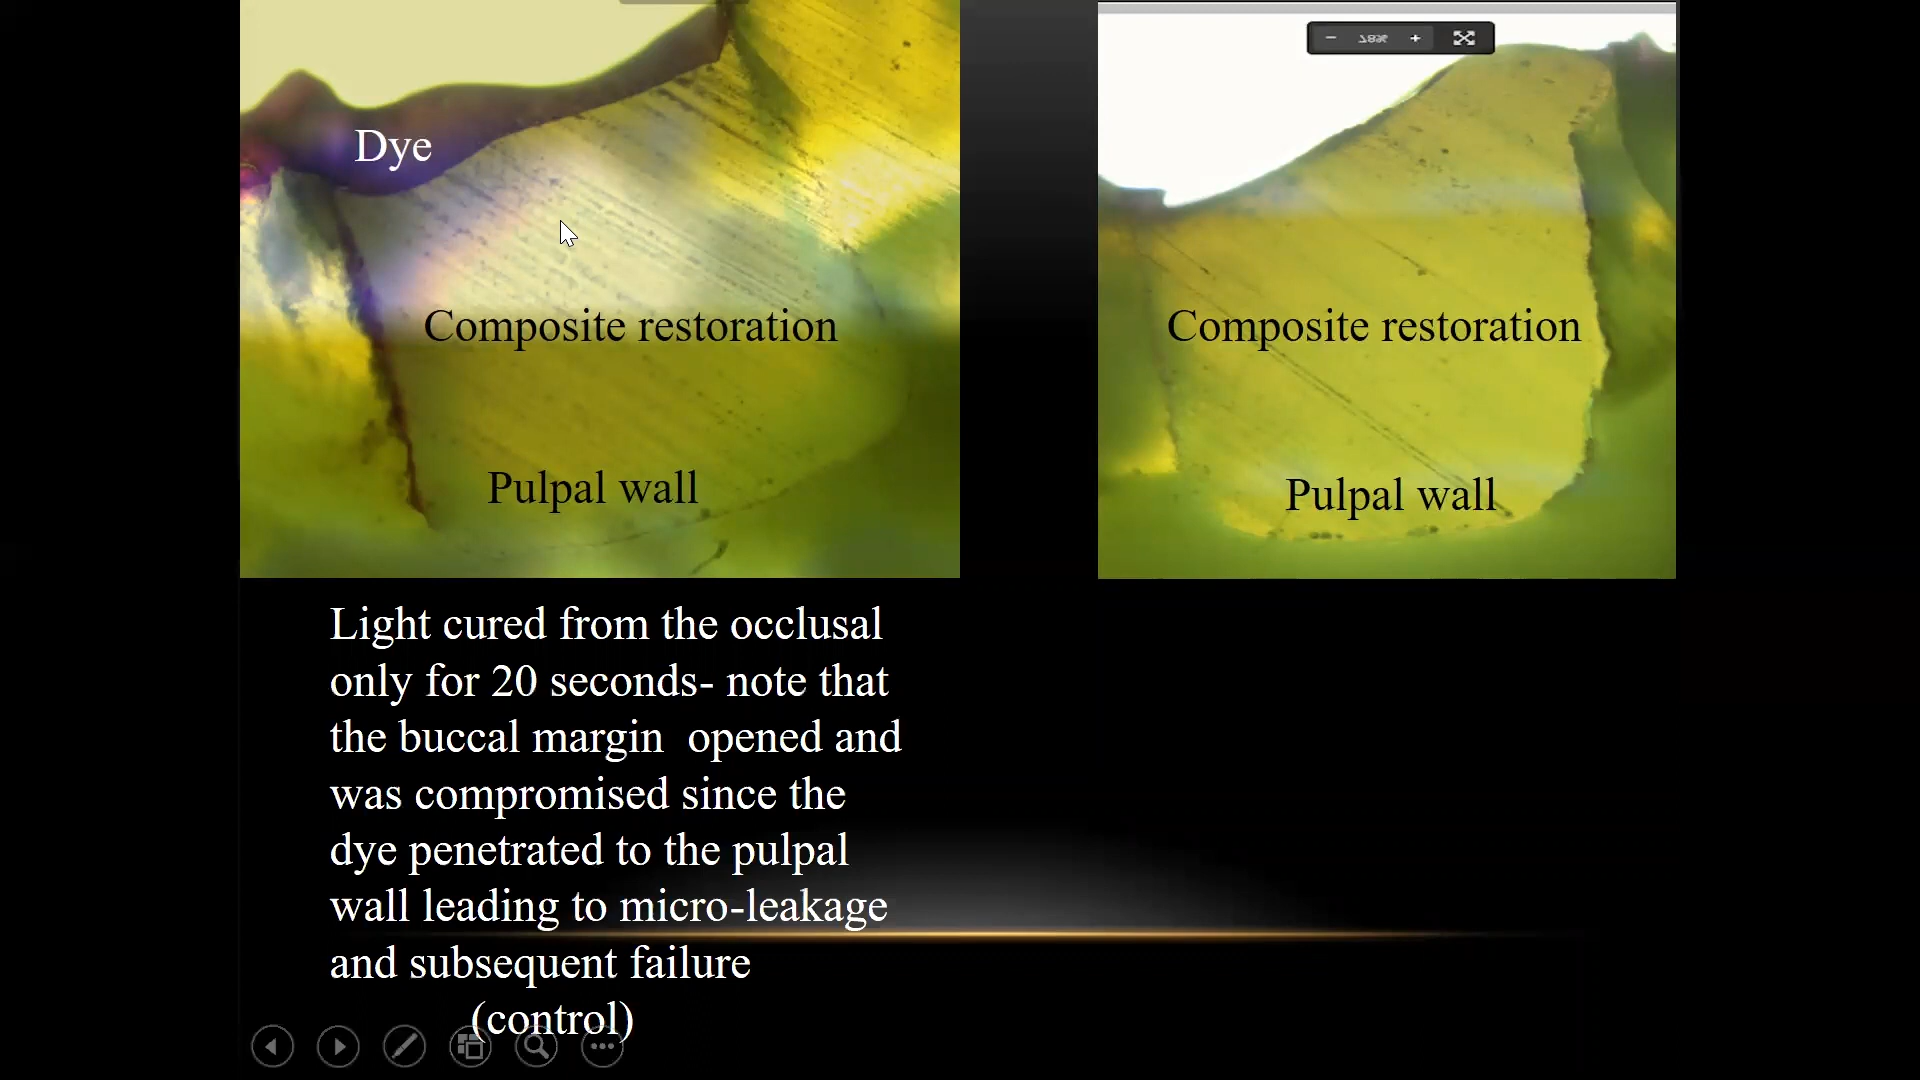 78%
Dye
Composite restoration
Composite restoration
Pulpal wall
Pulpal wall
Light cured from the occlusal
only for 20 seconds- note that
the buccal margin  opened and
was compromised since the
dye penetrated to the pulpal
wall leading to micro-leakage
and subsequent failure
(control)